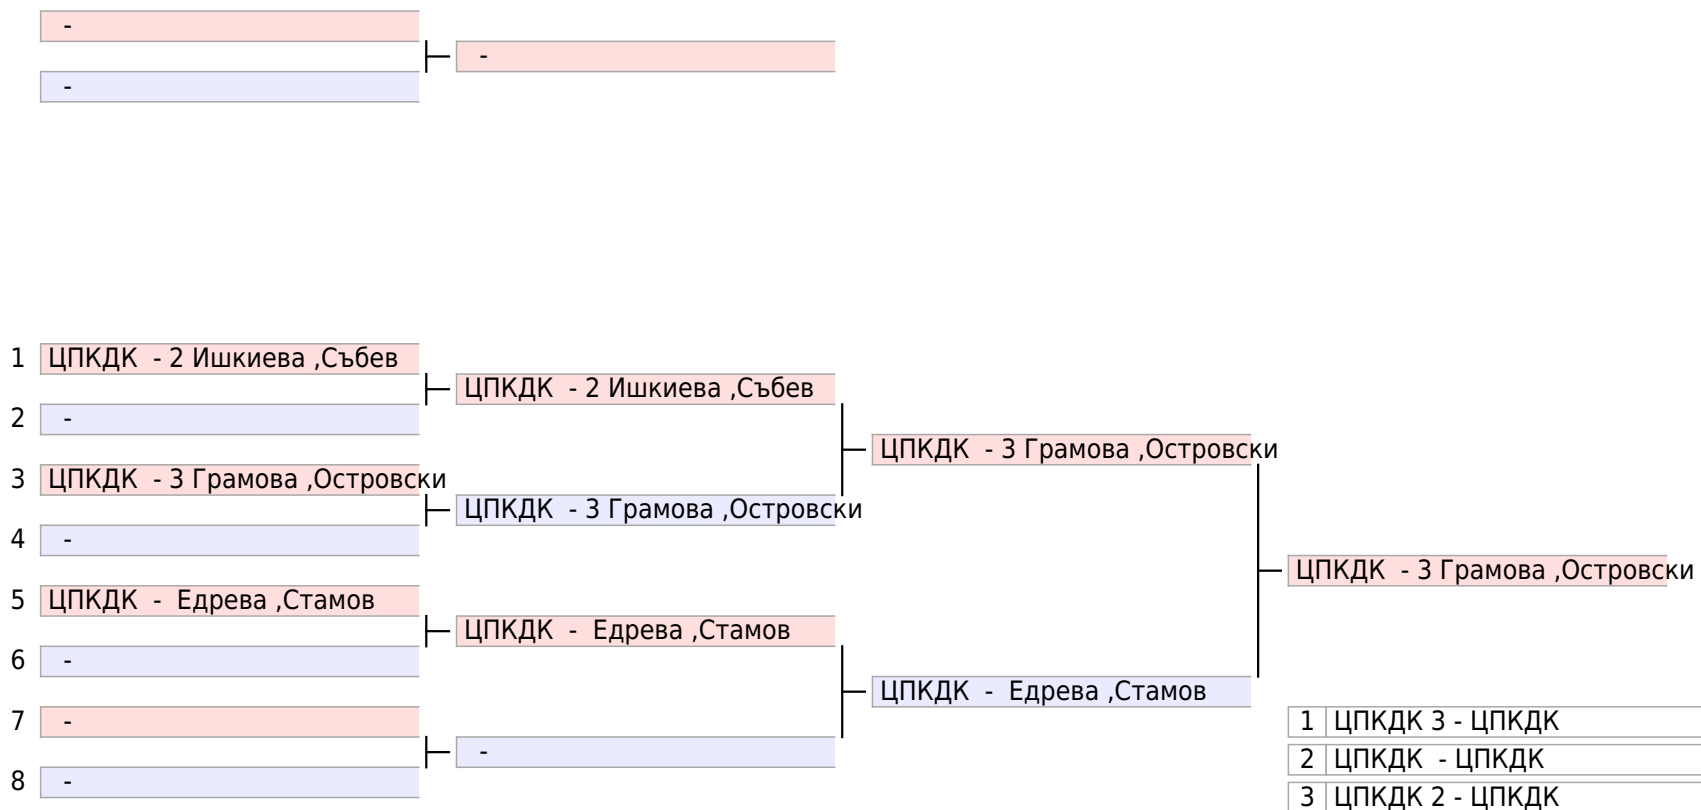 -
-
-
1 ЦПКДК - 2 Ишкиева ,Събев
ЦПКДК - 2 Ишкиева ,Събев
2 -
ЦПКДК - 3 Грамова ,Островски
3 ЦПКДК - 3 Грамова ,Островски
ЦПКДК - 3 Грамова ,Островски
4 -
ЦПКДК - 3 Грамова ,Островски
5 ЦПКДК - Едрева ,Стамов
ЦПКДК - Едрева ,Стамов
6 -
ЦПКДК - Едрева ,Стамов
7 -
1 ЦПКДК 3 - ЦПКДК
-
2 ЦПКДК - ЦПКДК
8 -
3 ЦПКДК 2 - ЦПКДК